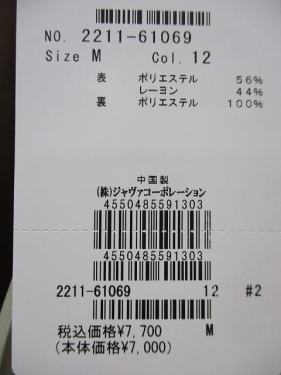 NO. 2211-61069
Size M Col. 12
表 ポリエステル 56%
レーヨン 44%
裏 ポリエステル 100%
中国製
(株)ジャヴァコーポレーション
4550485591303
4550485591303
2211-61069 12 #2
税込価格¥7,700 M
(本体価格¥7,000)